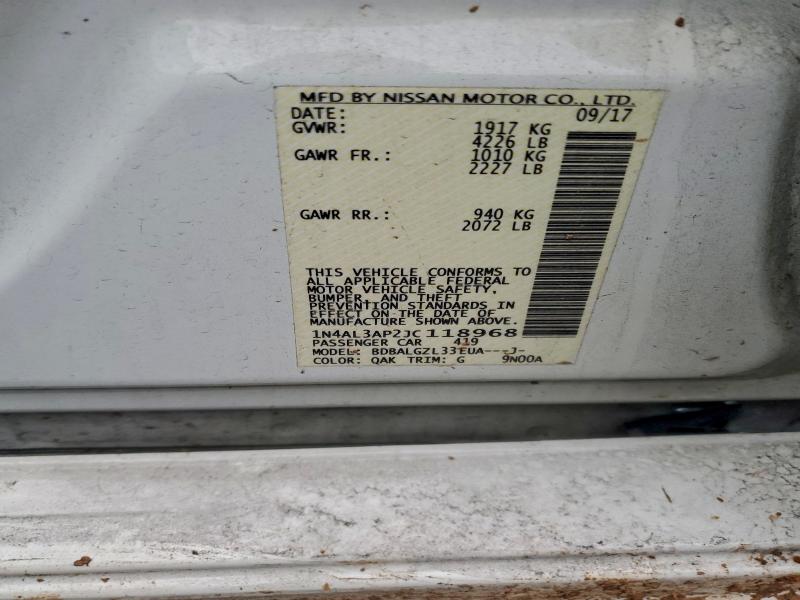 MFD BY NISSAN MOTOR CO., LTD.
DATE: 09/17
GVWR: 1917 KG
4226 LB
GAWR FR.: 1010 KG
2227 LB
GAWR RR.: 940 KG
2072 LB
THIS VEHICLE CONFORMS TO
ALL APPLICABLE FEDERAL
MOTOR VEHICLE SAFETY,
BUMPER, AND THEFT
PREVENTION STANDARDS IN
EFFECT ON THE DATE OF
MANUFACTURE SHOWN ABOVE.
1N4AL3AP2JC118968
PASSENGER CAR 419
MODEL: BDBALGZL33EUA---J-
COLOR: QAK TRIM: G 9N00A